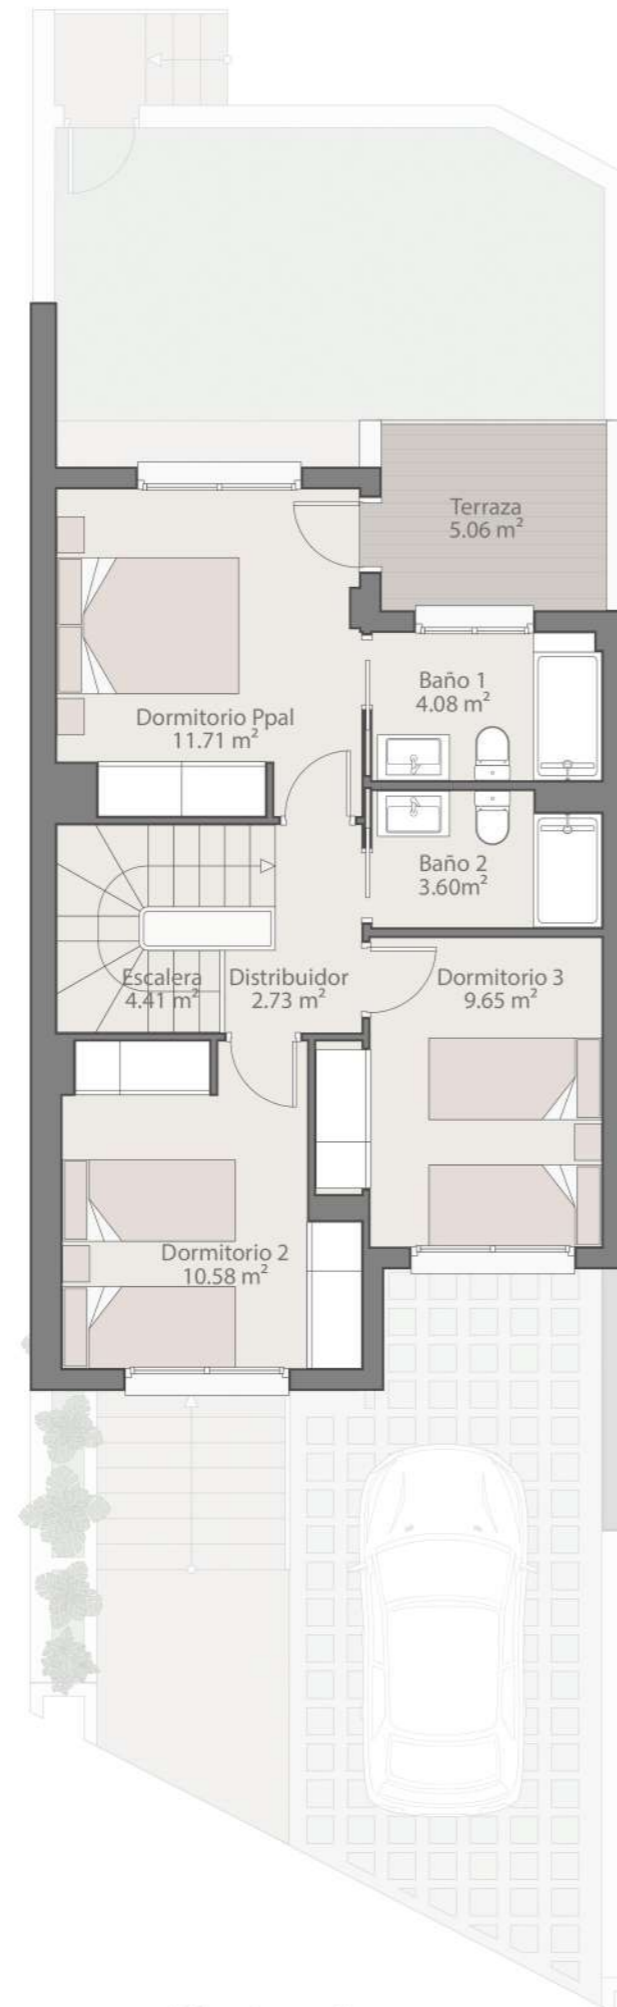 Terraza
5.06 m²
Baño 1
4.08 m²
Dormitorio Ppal
11.71 m²
Baño 2
3.60m²
Escalera
4.41 m²
Distribuidor
2.73 m²
Dormitorio 3
9.65 m²
Dormitorio 2
10.58 m²